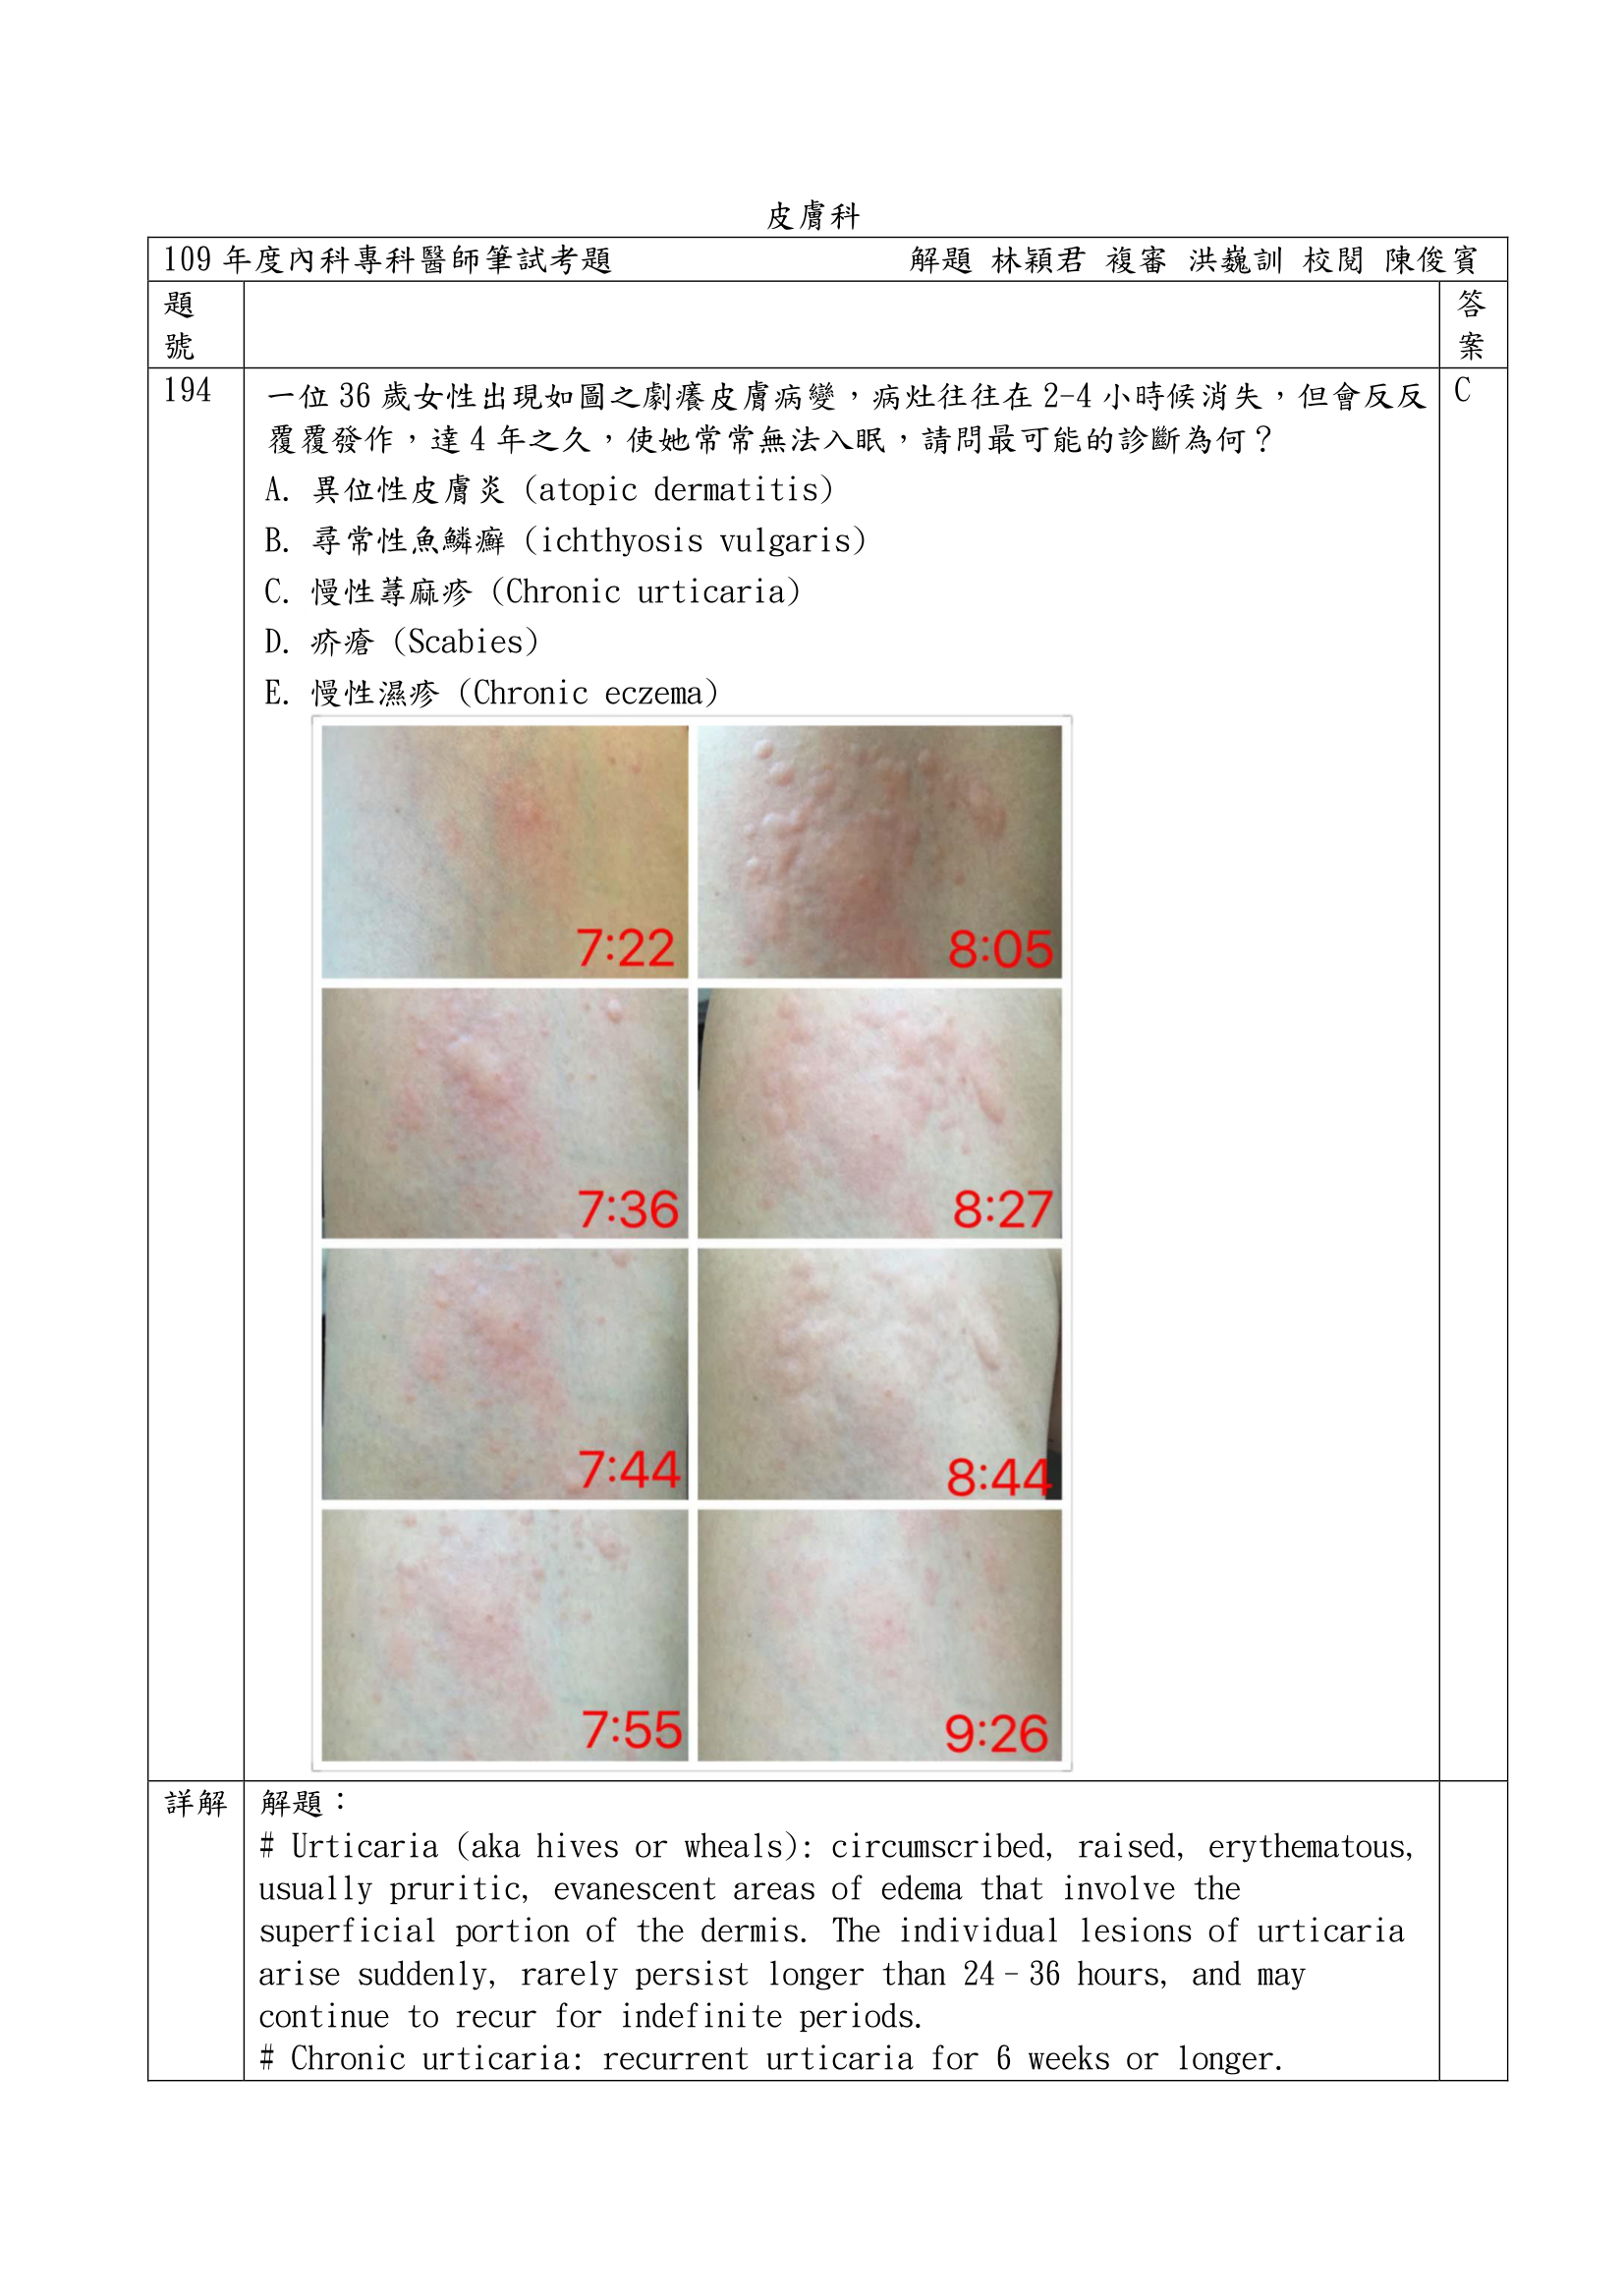 皮膚科
109 年度內科專科醫師筆試考題 解題 林穎君 複審 洪巍訓 校閱 陳俊賓
題號 答案
194 一位 36 歲女性出現如圖之劇癢皮膚病變，病灶往往在 2-4 小時候消失，但會反反 C
覆覆發作，達 4 年之久，使她常常無法入眠，請問最可能的診斷為何？
A. 異位性皮膚炎 (atopic dermatitis)
B. 尋常性魚鱗癬 (ichthyosis vulgaris)
C. 慢性蕁麻疹 (Chronic urticaria)
D. 疥瘡 (Scabies)
E. 慢性濕疹 (Chronic eczema)
7:22 8:05
7:36 8:27
7:44 8:44
7:55 9:26
詳解 解題：
# Urticaria (aka hives or wheals): circumscribed, raised, erythematous,
usually pruritic, evanescent areas of edema that involve the
superficial portion of the dermis. The individual lesions of urticaria
arise suddenly, rarely persist longer than 24–36 hours, and may
continue to recur for indefinite periods.
# Chronic urticaria: recurrent urticaria for 6 weeks or longer.